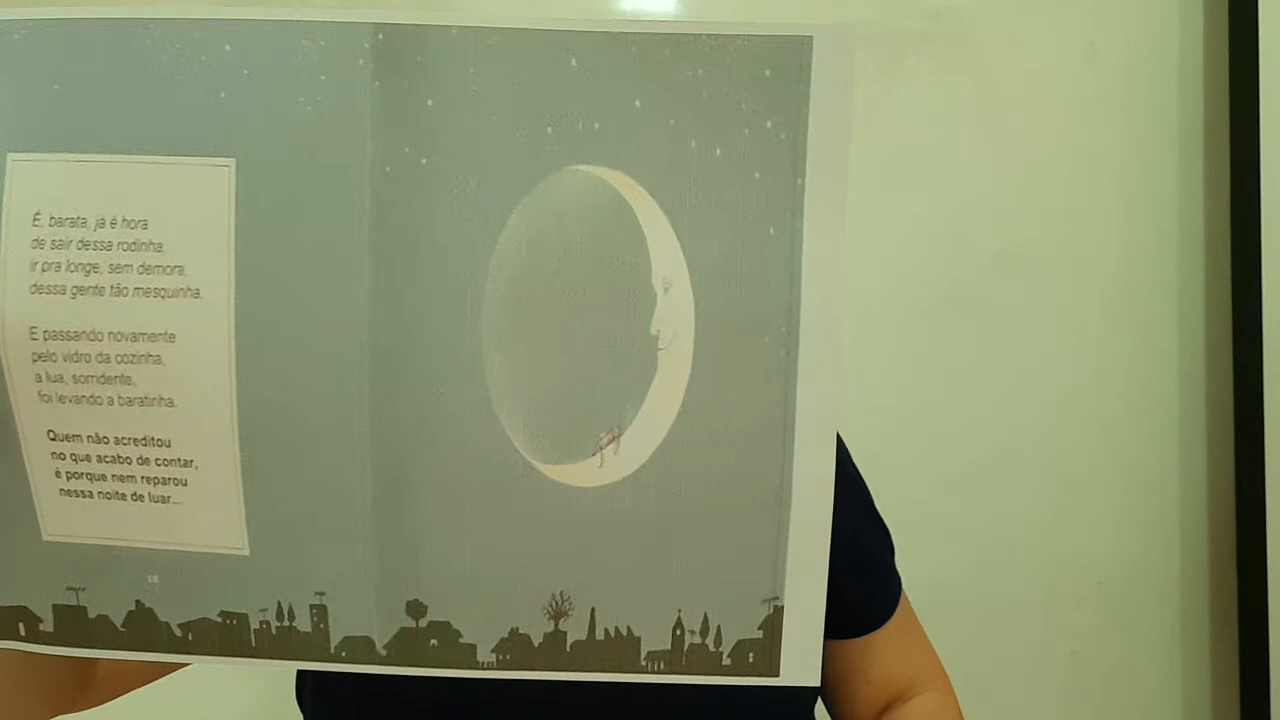 É, barata, já é hora
de sair dessa rodinha,
ir pra longe, sem demora,
dessa gente tão mesquinha.
E passando novamente
pelo vidro da cozinha,
a lua, sorridente,
foi levando a baratinha.
Quem não acreditou
no que acabo de contar,
é porque nem reparou
nessa noite de luar...